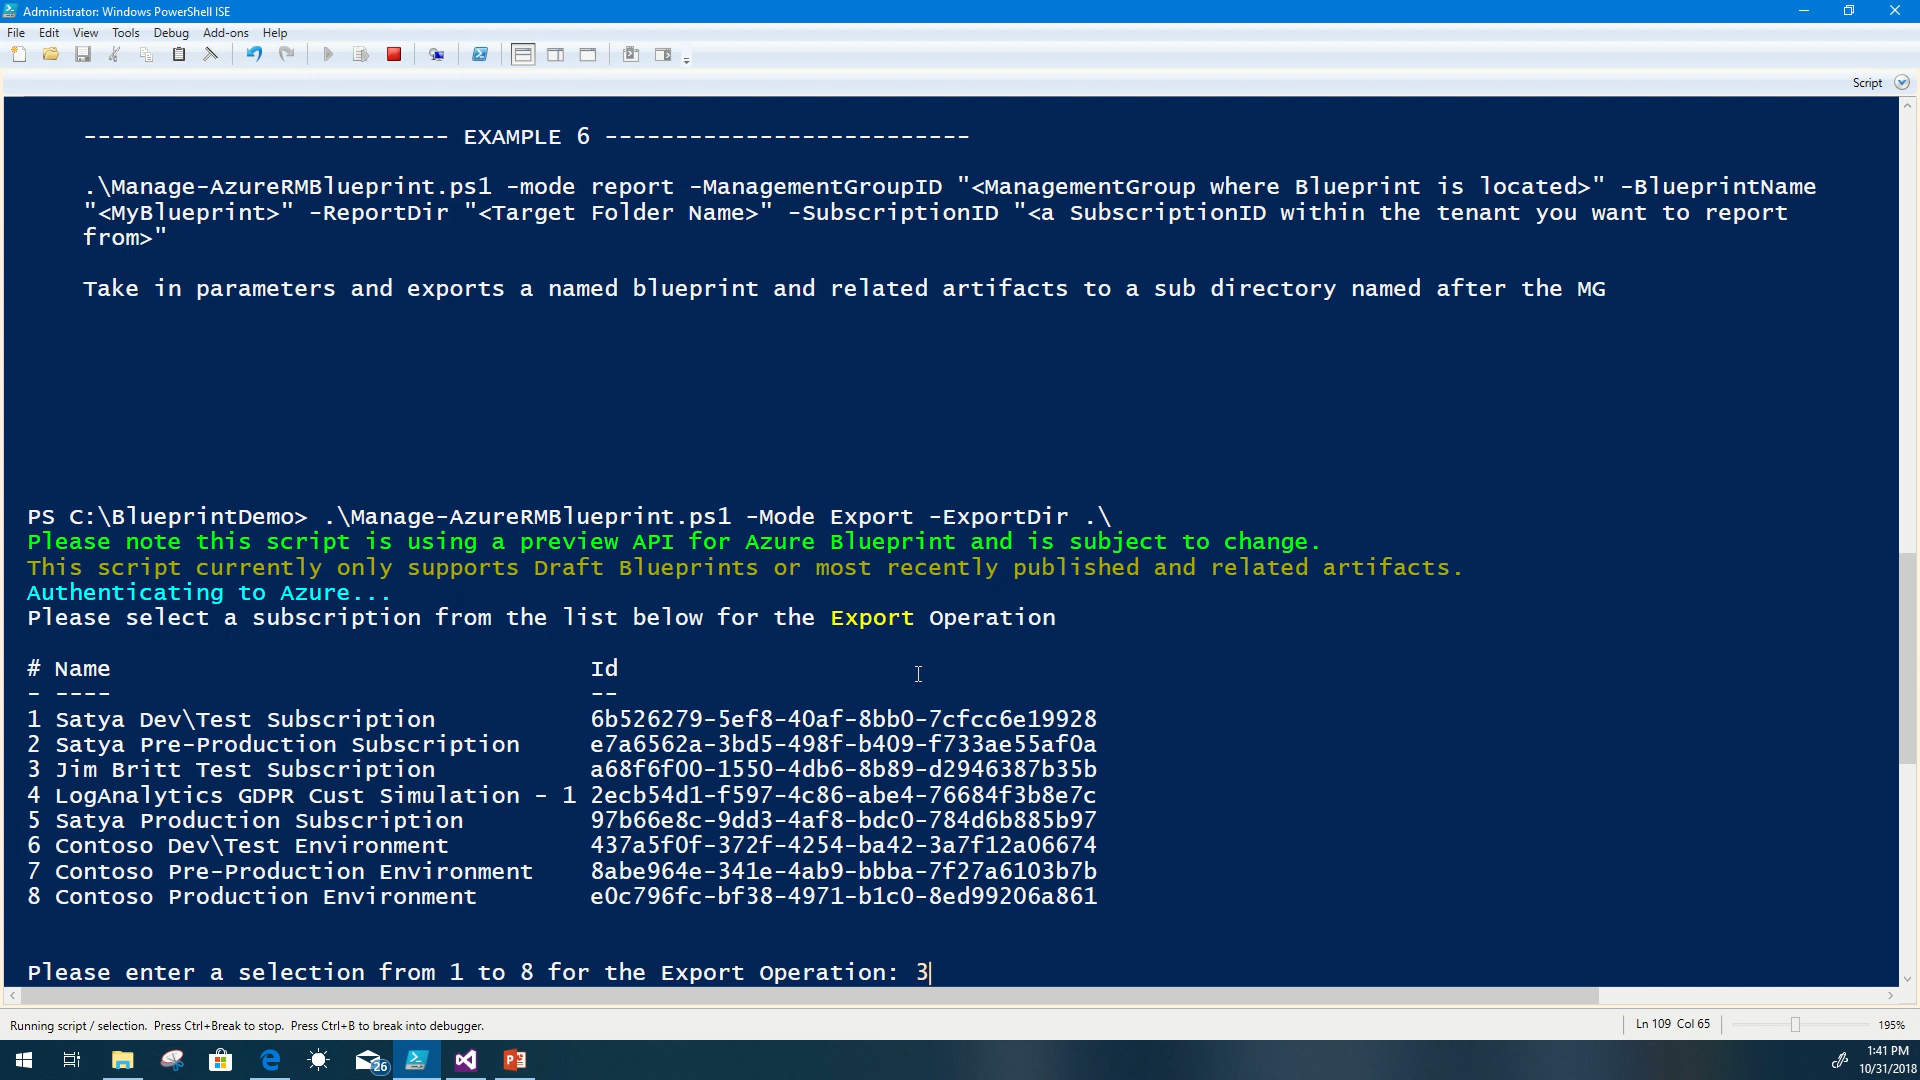 Administrator: Windows PowerShell ISE
File Edit View Tools Debug Add-ons Help
Script
-------------------------- EXAMPLE 6 --------------------------
.\Manage-AzureRMBlueprint.ps1 -mode report -ManagementGroupID "<ManagementGroup where Blueprint is located>" -BlueprintName
"<MyBlueprint>" -ReportDir "<Target Folder Name>" -SubscriptionID "<a SubscriptionID within the tenant you want to report
from>"
Take in parameters and exports a named blueprint and related artifacts to a sub directory named after the MG
PS C:\BlueprintDemo> .\Manage-AzureRMBlueprint.ps1 -Mode Export -ExportDir .\
Please note this script is using a preview API for Azure Blueprint and is subject to change.
This script currently only supports Draft Blueprints or most recently published and related artifacts.
Authenticating to Azure...
Please select a subscription from the list below for the Export Operation
# Name Id
- ---- --
1 Satya Dev\Test Subscription 6b526279-5ef8-40af-8bb0-7cfcc6e19928
2 Satya Pre-Production Subscription e7a6562a-3bd5-498f-b409-f733ae55af0a
3 Jim Britt Test Subscription a68f6f00-1550-4db6-8b89-d2946387b35b
4 LogAnalytics GDPR Cust Simulation - 1 2ecb54d1-f597-4c86-abe4-76684f3b8e7c
5 Satya Production Subscription 97b66e8c-9dd3-4af8-bdc0-784d6b885b97
6 Contoso Dev\Test Environment 437a5f0f-372f-4254-ba42-3a7f12a06674
7 Contoso Pre-Production Environment 8abe964e-341e-4ab9-bbba-7f27a6103b7b
8 Contoso Production Environment e0c796fc-bf38-4971-b1c0-8ed99206a861
Please enter a selection from 1 to 8 for the Export Operation: 3
Running script / selection. Press Ctrl+Break to stop. Press Ctrl+B to break into debugger.
Ln 109 Col 65
195%
26
1:41 PM
10/31/2018